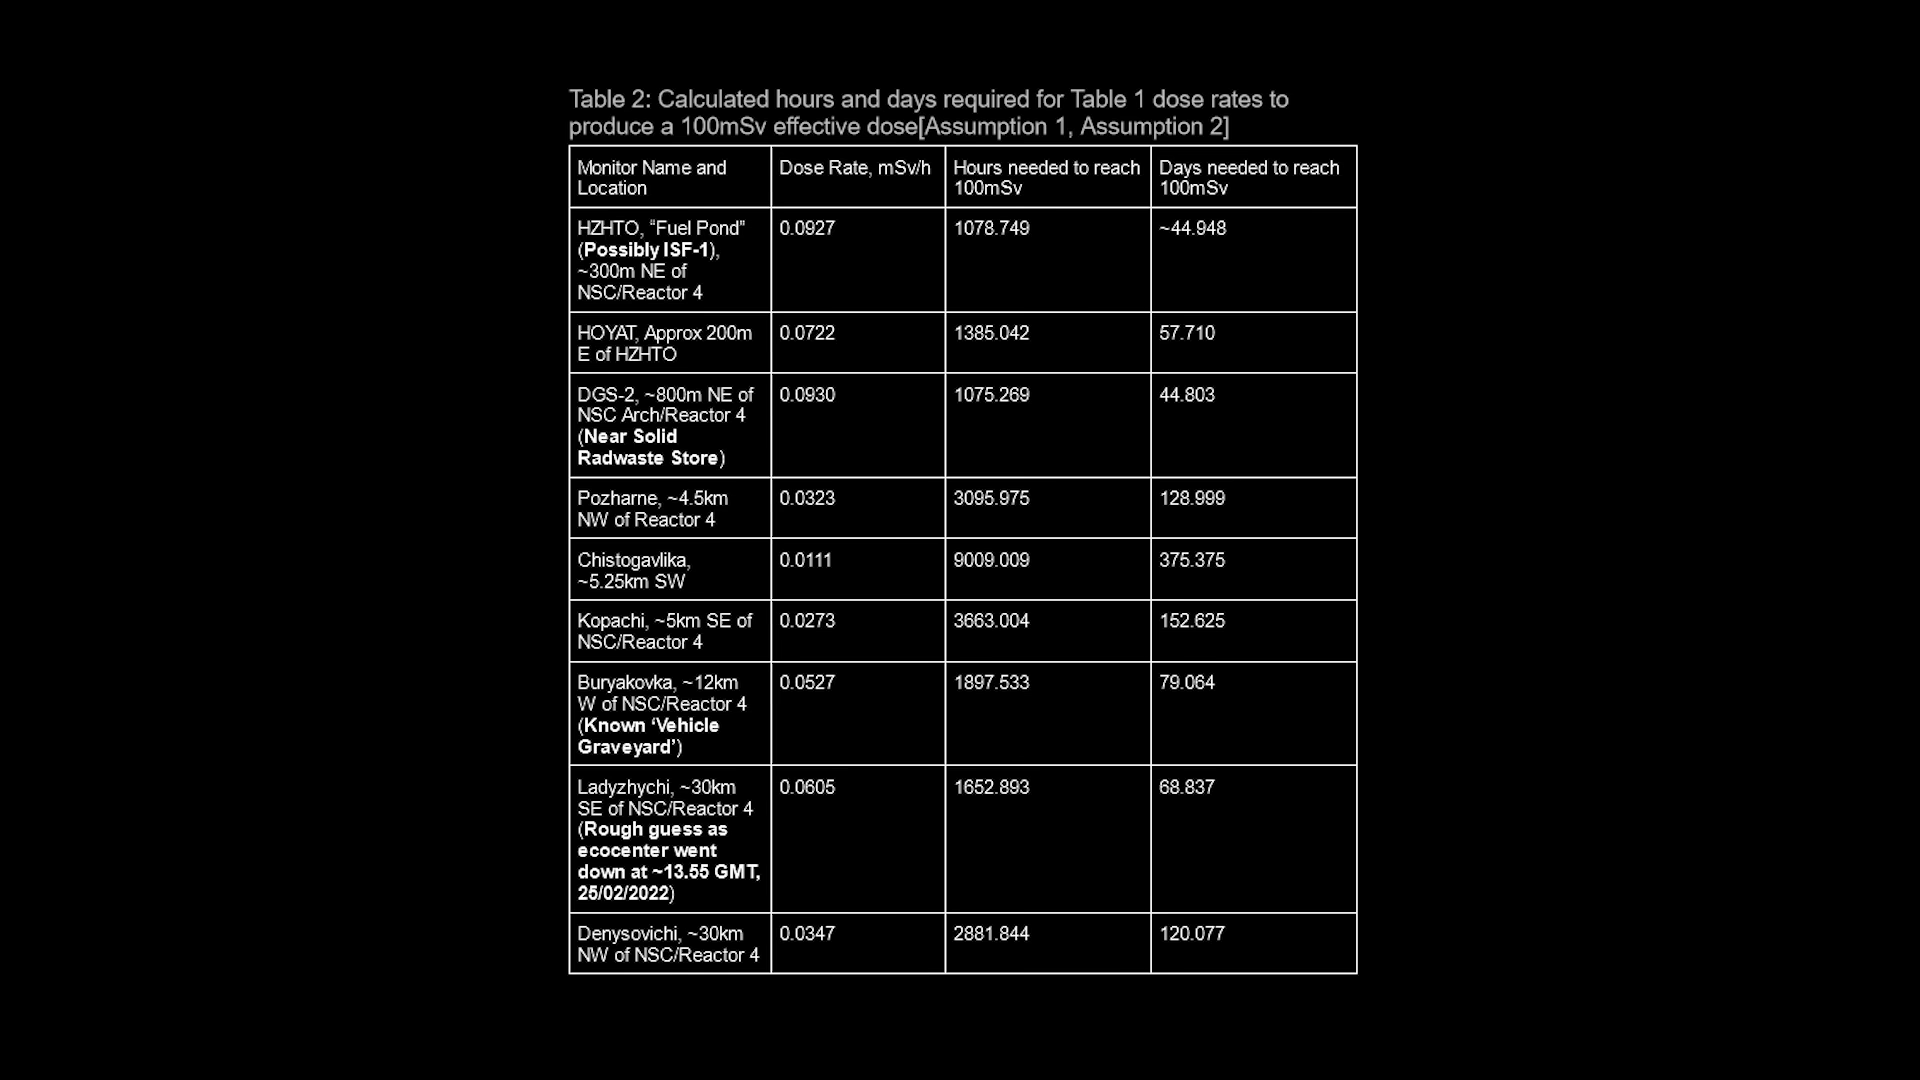 Table 2: Calculated hours and days required for Table 1 dose rates to
produce a 100mSv effective dose[Assumption 1, Assumption 2]
Monitor Name and
Location
Dose Rate, mSv/h
Hours needed to reach
100mSv
Days needed to reach
100mSv
HZHTO, “Fuel Pond”
(Possibly ISF-1),
~300m NE of
NSC/Reactor 4
0.0927
1078.749
~44.948
HOYAT, Approx 200m
E of HZHTO
0.0722
1385.042
57.710
DGS-2, ~800m NE of
NSC Arch/Reactor 4
(Near Solid
Radwaste Store)
0.0930
1075.269
44.803
Pozharne, ~4.5km
NW of Reactor 4
0.0323
3095.975
128.999
Chistogavlika,
~5.25km SW
0.0111
9009.009
375.375
Kopachi, ~5km SE of
NSC/Reactor 4
0.0273
3663.004
152.625
Buryakovka, ~12km
W of NSC/Reactor 4
(Known ‘Vehicle
Graveyard’)
0.0527
1897.533
79.064
Ladyzhychi, ~30km
SE of NSC/Reactor 4
(Rough guess as
ecocenter went
down at ~13.55 GMT,
25/02/2022)
0.0605
1652.893
68.837
Denysovichi, ~30km
NW of NSC/Reactor 4
0.0347
2881.844
120.077